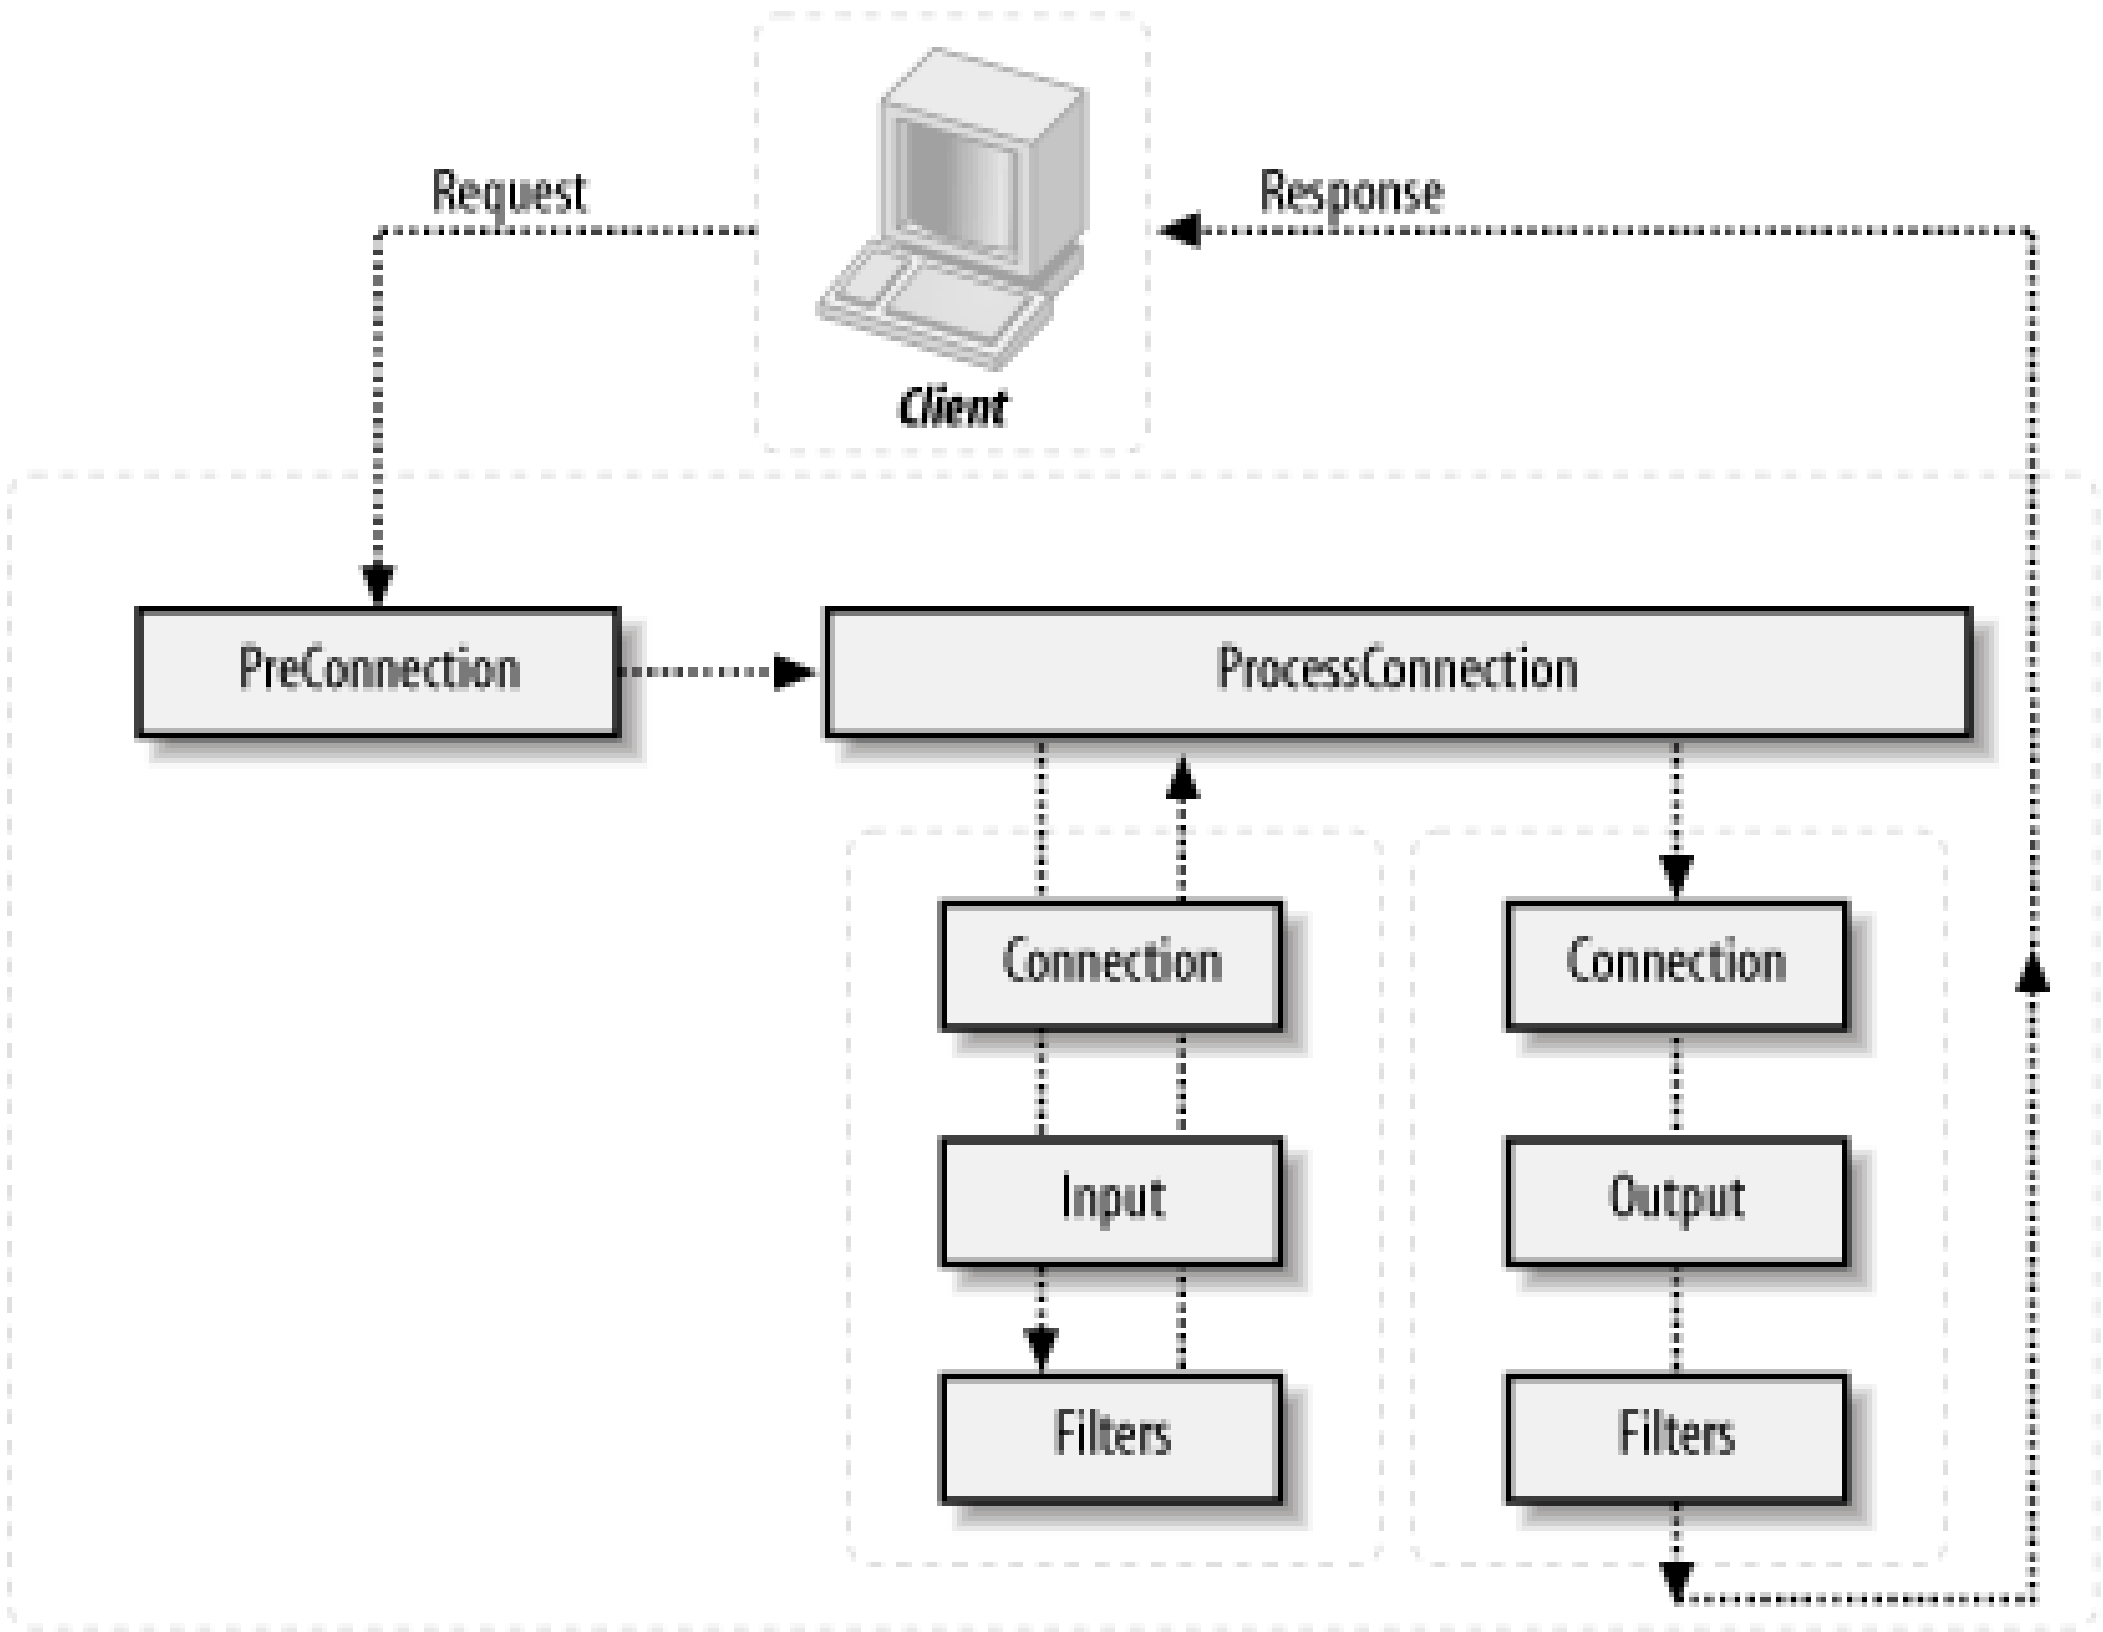 Request
Response
Client
PreConnection
ProcessConnection
Connection
Input
Filters
Connection
Output
Filters